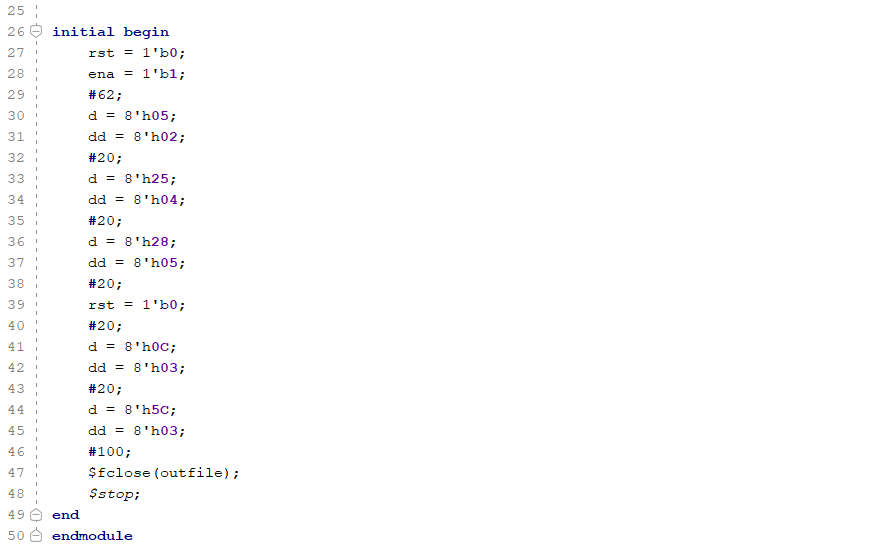 25
26 initial begin
27 rst = 1'b0;
28 ena = 1'b1;
29 #62;
30 d = 8'h05;
31 dd = 8'h02;
32 #20;
33 d = 8'h25;
34 dd = 8'h04;
35 #20;
36 d = 8'h28;
37 dd = 8'h05;
38 #20;
39 rst = 1'b0;
40 #20;
41 d = 8'h0C;
42 dd = 8'h03;
43 #20;
44 d = 8'h5C;
45 dd = 8'h03;
46 #100;
47 $fclose(outfile);
48 $stop;
49 end
50 endmodule